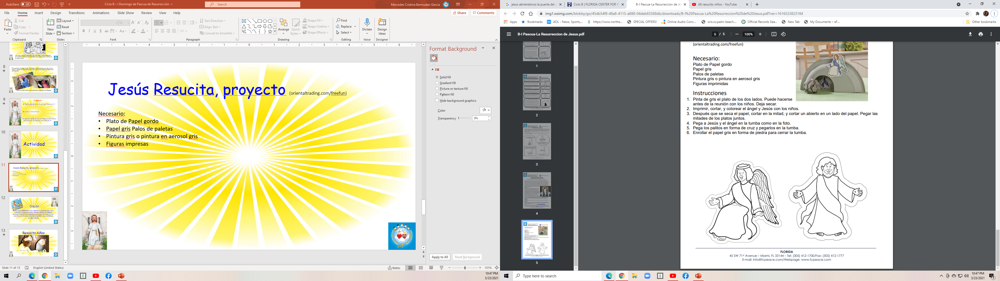 AutoSave Off
Ciclo B – I Domingo de Pascua de Resurrección
Search
Mercedes Cristina Bermudez-Garcia
File Home Insert Design Transitions Animations Slide Show Review View Help
Share Comments
Paste
Cut
Copy
Format Painter
Clipboard
New Slide
Layout
Reset
Section
Slides
18
Font
Text Direction
Align Text
Convert to SmartArt
Paragraph
Arrange
Quick Styles
Shape Fill
Shape Outline
Shape Effects
Drawing
Find
Replace
Select
Editing
Dictate
Voice
Design Ideas
Designer
8
9
Comparte
10
Actividad
11
Jesús Resucita, proyecto
12
Oración
13
Resucito niños
Jesús Resucita, proyecto (orientaltrading.com/freefun)
Necesario:
• Plato de Papel gordo
• Papel gris Palos de paletas
• Pintura gris o pintura en aerosol gris
• Figuras impresas
Format Background
Fill
Solid fill
Gradient fill
Picture or texture fill
Pattern fill
Hide background graphics
Color
Transparency 0%
Apply to All Reset Background
Slide 11 of 13 English (United States)
Notes
101%
10:47 PM
3/23/2021
jesus abriendonos la puerta del c
Ciclo B | FLORIDA CENTER FOR P
B-I Pascua-La Resurreccion de Je
(4) resucito niños - YouTube
img1.wsimg.com/blobby/go/45db54f8-48a8-4115-a888-04deb83368db/downloads/B-I%20Pascua-La%20Resurreccion%20de%20Jesus.pdf?ver=1616523823184
Apps Bookmarks AOL - News, Sports,... https://www.northe... SPECIAL OFFERS! Online Audio Conv... oris.co.palm-beach.... Official Records Sea... New Tab My Documents – eF... Other bookmarks
B-I Pascua-La Resurreccion de Jesus.pdf
5 / 5
100%
1
2
3
4
5
(orientaltrading.com/freefun)
Necesario:
Plato de Papel gordo
Papel gris
Palos de paletas
Pintura gris o pintura en aerosol gris
Figuras imprimidas
Instrucciones
1. Pinta de gris el plato de los dos lados. Puede hacerse
antes de la reunión con los niños. Deja secar.
2. Imprimir, cortar, y colorear el ángel y Jesús con los niños.
3. Después que se seca el papel, cortar en la mitad, y cortar un abierto en un lado del papel. Pegar las
mitades de los platos juntos.
4. Pega a Jesús y el ángel en la tumba como en la foto.
5. Pega los palitos en forma de cruz y pegarlos en la tumba.
6. Enrollar el papel gris en forma de piedra para cerrar la tumba.
FLORIDA
45 SW 71st Avenue – Miami, FL 33144 – Tel: (305) 412-1700/Fax: (305) 412-1777
E-mail: info@fcpeace.com/Webpage: www.fcpeace.com
Type here to search
10:47 PM
3/23/2021